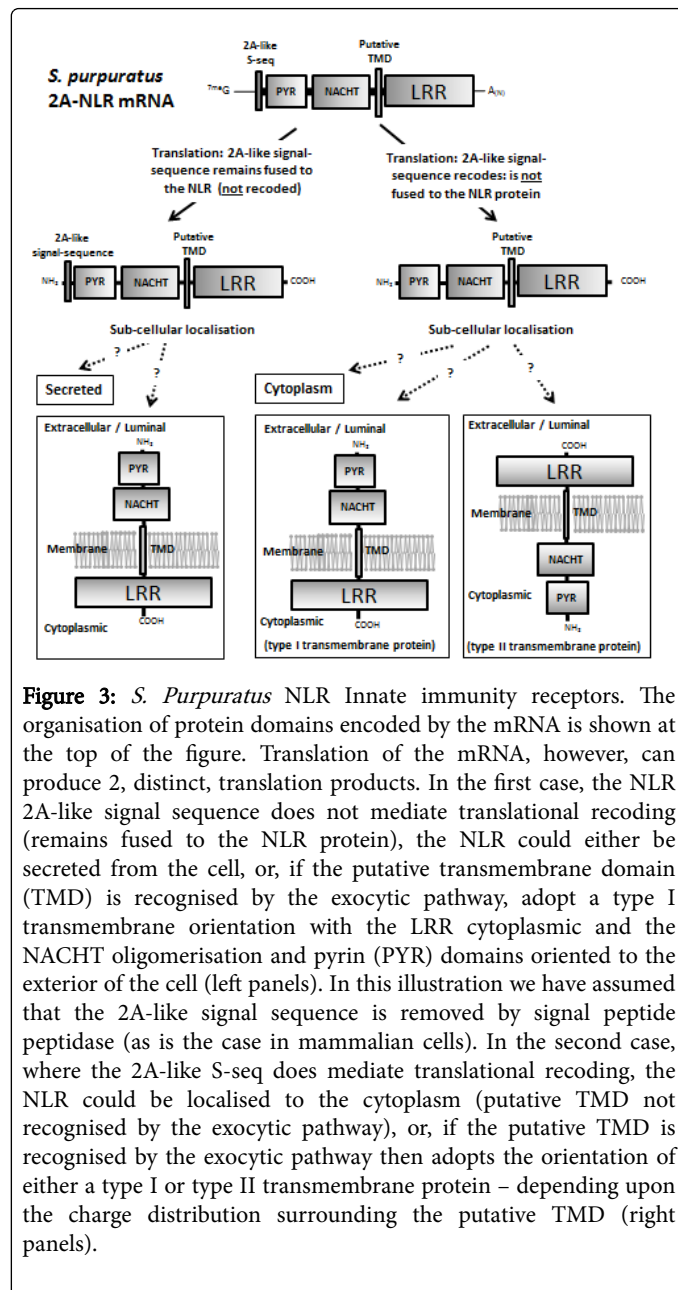 2A-like
S-seq
Putative
TMD
S. purpuratus
2A-NLR mRNA
7meG
PYR
NACHT
LRR
A(N)
Translation: 2A-like signal-
sequence remains fused to
the NLR (not recoded)
Translation: 2A-like signal-
sequence recodes: is not
fused to the NLR protein
2A-like
signal-sequence
Putative
TMD
NH2
PYR
NACHT
LRR
COOH
Putative
TMD
NH2
PYR
NACHT
LRR
COOH
Sub-cellular localisation
?
?
Secreted
Sub-cellular localisation
?
?
?
Cytoplasm
Extracellular / Luminal
NH2
PYR
NACHT
Membrane
TMD
LRR
COOH
Cytoplasmic
Extracellular / Luminal
NH2
PYR
NACHT
Membrane
TMD
LRR
COOH
Cytoplasmic
(type I transmembrane protein)
Extracellular / Luminal
COOH
LRR
Membrane
TMD
NACHT
Cytoplasmic
PYR
NH2
(type II transmembrane protein)
Figure 3: S. Purpuratus NLR Innate immunity receptors. The
organisation of protein domains encoded by the mRNA is shown at
the top of the figure. Translation of the mRNA, however, can
produce 2, distinct, translation products. In the first case, the NLR
2A-like signal sequence does not mediate translational recoding
(remains fused to the NLR protein), the NLR could either be
secreted from the cell, or, if the putative transmembrane domain
(TMD) is recognised by the exocytic pathway, adopt a type I
transmembrane orientation with the LRR cytoplasmic and the
NACHT oligomerisation and pyrin (PYR) domains oriented to the
exterior of the cell (left panels). In this illustration we have assumed
that the 2A-like signal sequence is removed by signal peptide
peptidase (as is the case in mammalian cells). In the second case,
where the 2A-like S-seq does mediate translational recoding, the
NLR could be localised to the cytoplasm (putative TMD not
recognised by the exocytic pathway), or, if the putative TMD is
recognised by the exocytic pathway then adopts the orientation of
either a type I or type II transmembrane protein – depending upon
the charge distribution surrounding the putative TMD (right
panels).